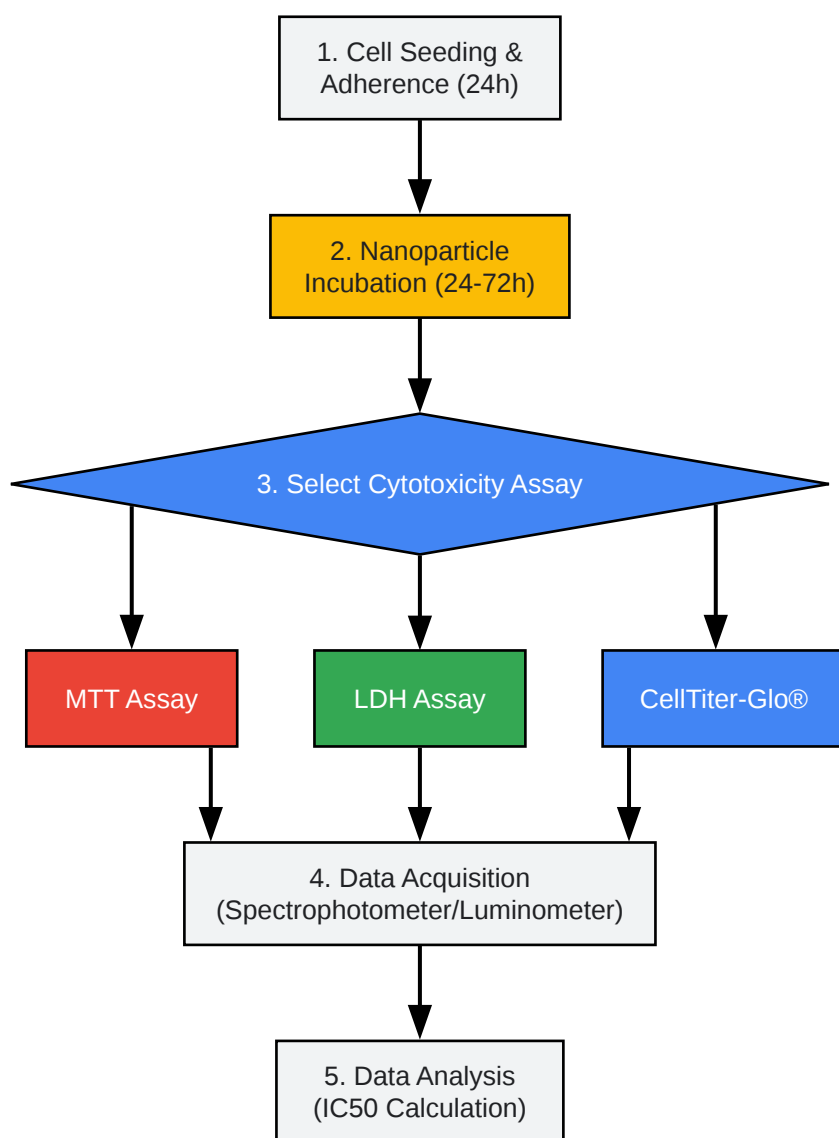 1. Cell Seeding &
Adherence (24h)
2. Nanoparticle
Incubation (24-72h)
3. Select Cytotoxicity Assay
MTT Assay
LDH Assay
CellTiter-Glo®
4. Data Acquisition
(Spectrophotometer/Luminometer)
5. Data Analysis
(IC50 Calculation)